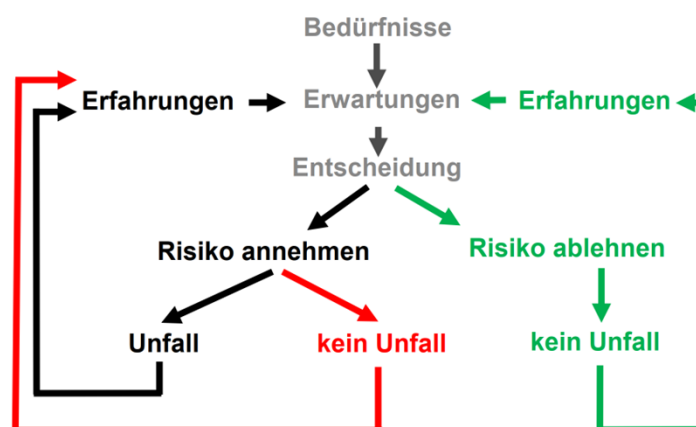 Bedürfnisse
Erfahrungen Erwartungen Erfahrungen
Entscheidung
Risiko annehmen Risiko ablehnen
Unfall kein Unfall kein Unfall